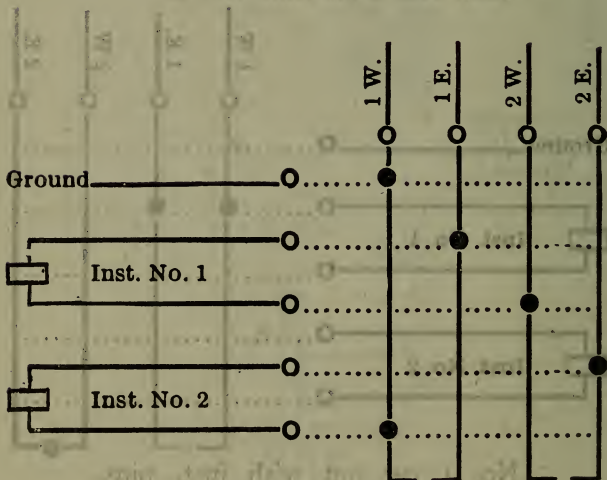 1 W.
1 E.
2 W.
2 E.
Ground
Inst. No. 1
Inst. No. 2